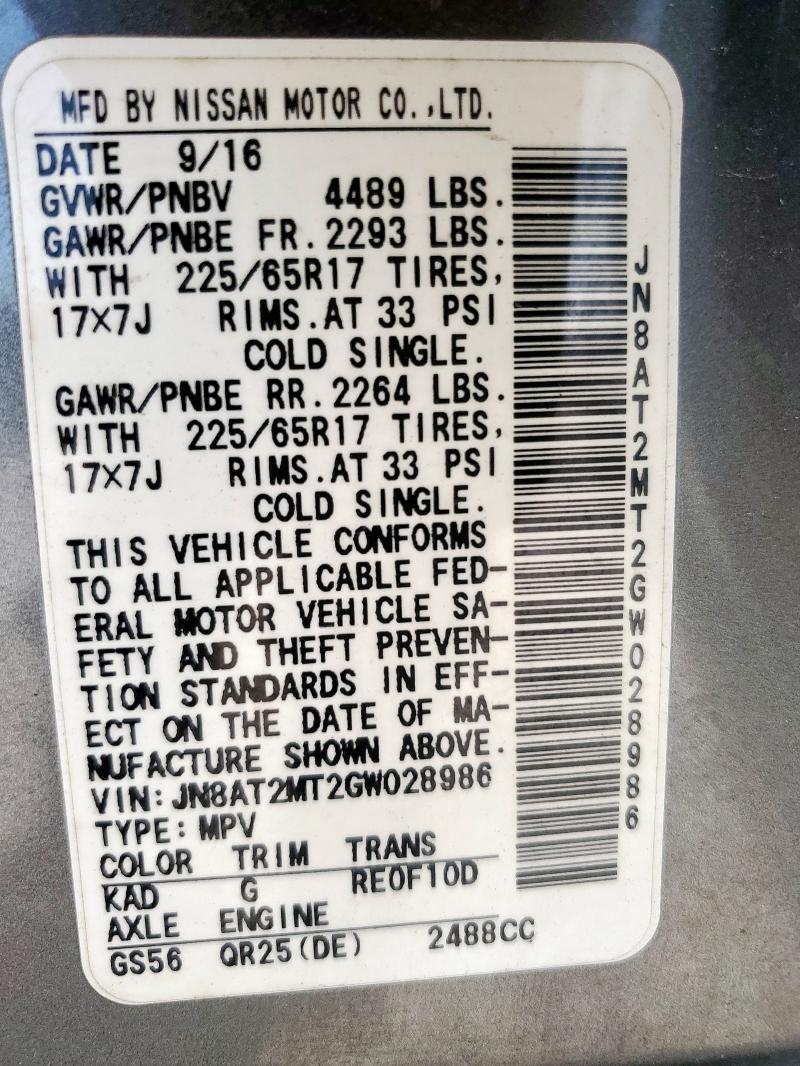 MFD BY NISSAN MOTOR CO.,LTD.
DATE 9/16
GVWR/PNBV 4489 LBS.
GAWR/PNBE FR.2293 LBS.
WITH 225/65R17 TIRES,
17×7J RIMS.AT 33 PSI
COLD SINGLE.
GAWR/PNBE RR.2264 LBS.
WITH 225/65R17 TIRES,
17×7J RIMS.AT 33 PSI
COLD SINGLE.
THIS VEHICLE CONFORMS
TO ALL APPLICABLE FED-
ERAL MOTOR VEHICLE SA-
FETY AND THEFT PREVEN-
TION STANDARDS IN EFF-
ECT ON THE DATE OF MA-
NUFACTURE SHOWN ABOVE.
VIN:JN8AT2MT2GW028986
TYPE:MPV
COLOR TRIM TRANS
KAD G RE0F10D
AXLE ENGINE
GS56 QR25(DE) 2488CC
JN8AT2MT2GW028986